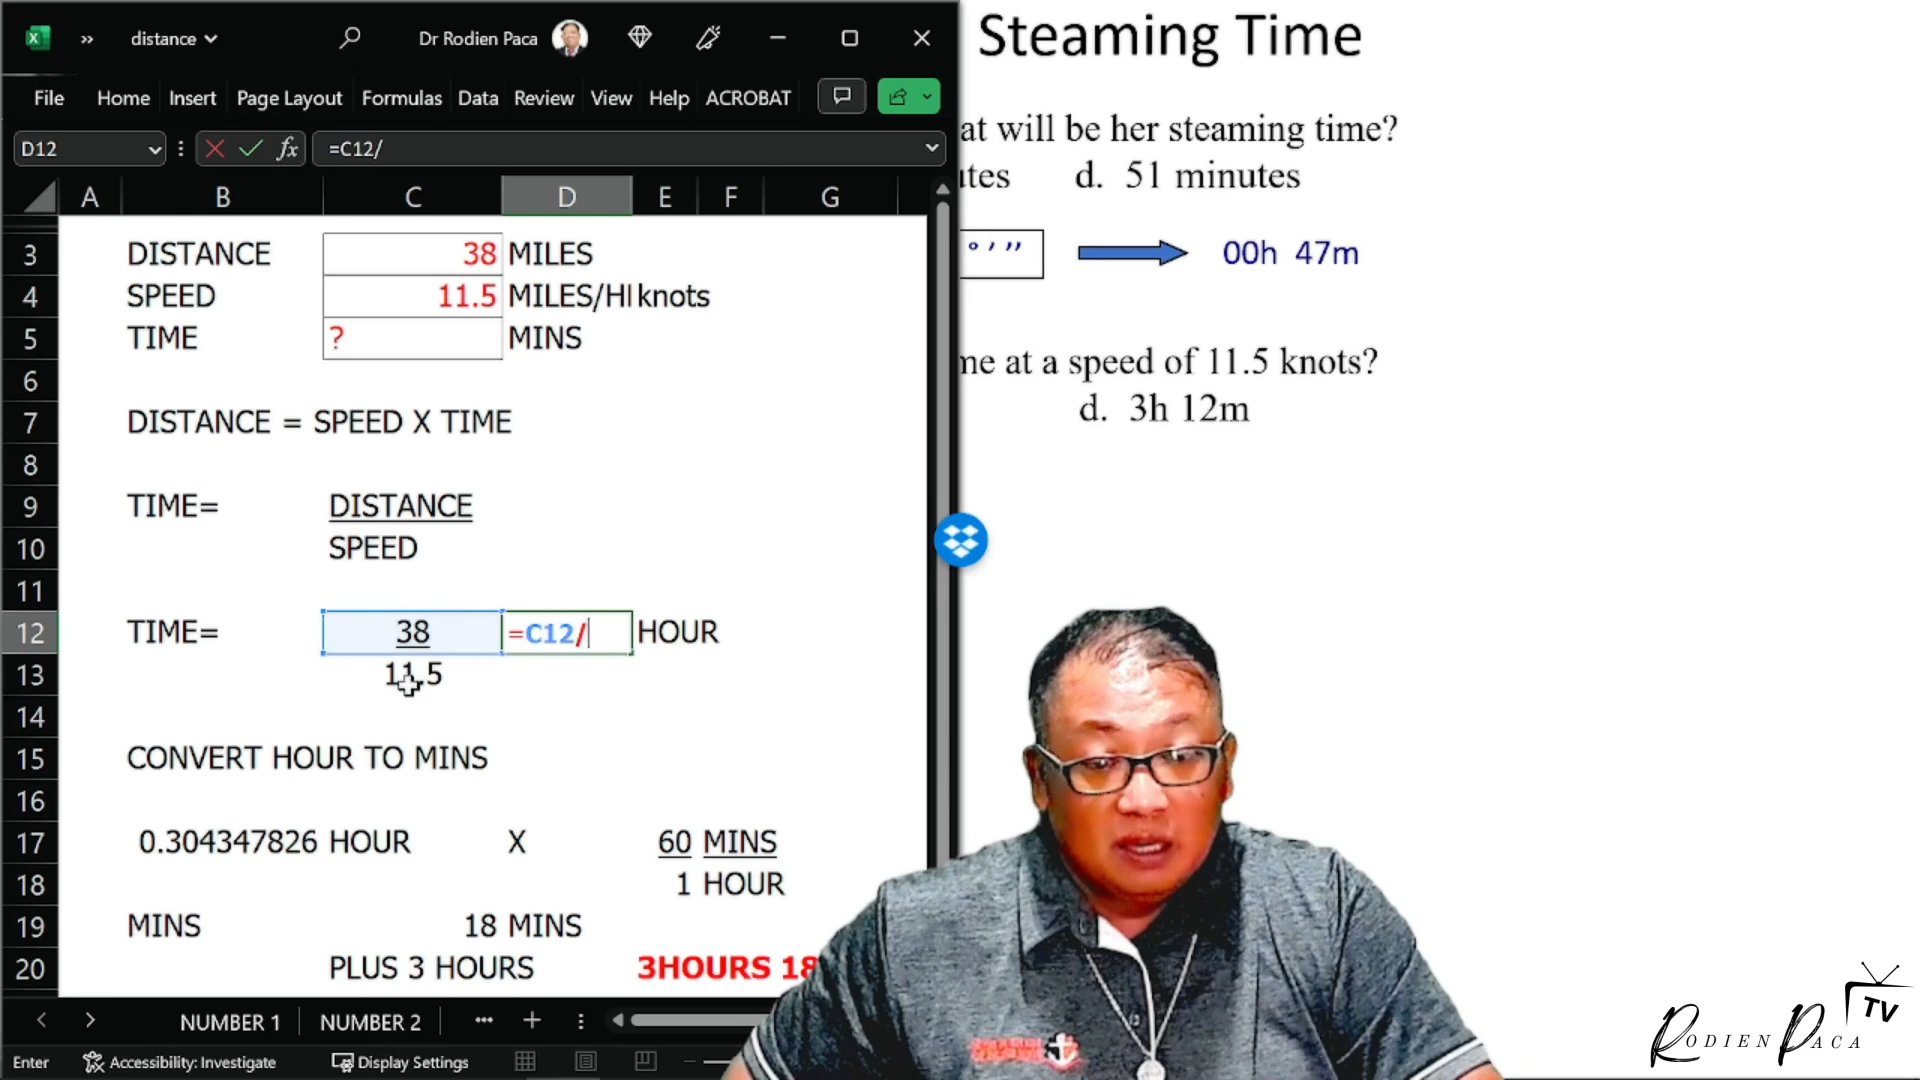 distance
Dr Rodien Paca
File Home Insert Page Layout Formulas Data Review View Help ACROBAT
D12 fx =C12/
A B C D E F G
3 DISTANCE 38 MILES
4 SPEED 11.5 MILES/H knots
5 TIME ? MINS
6
7 DISTANCE = SPEED X TIME
8
9 TIME= DISTANCE
10 SPEED
11
12 TIME= 38 =C12/ HOUR
13 11.5
14
15 CONVERT HOUR TO MINS
16
17 0.304347826 HOUR X 60 MINS
18 1 HOUR
19 MINS 18 MINS
20 PLUS 3 HOURS 3HOURS 18
NUMBER 1 NUMBER 2
Enter Accessibility: Investigate Display Settings
Steaming Time
at will be her steaming time?
utes d. 51 minutes
° ′ ″ 00h 47m
me at a speed of 11.5 knots?
d. 3h 12m
RODIEN PACA TV